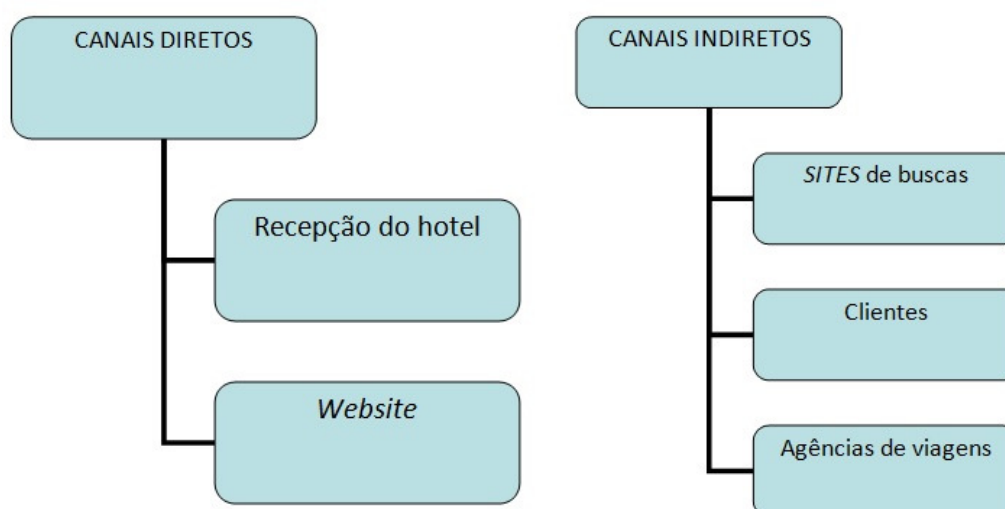 CANAIS DIRETOS
Recepção do hotel
Website
CANAIS INDIRETOS
SITES de buscas
Clientes
Agências de viagens